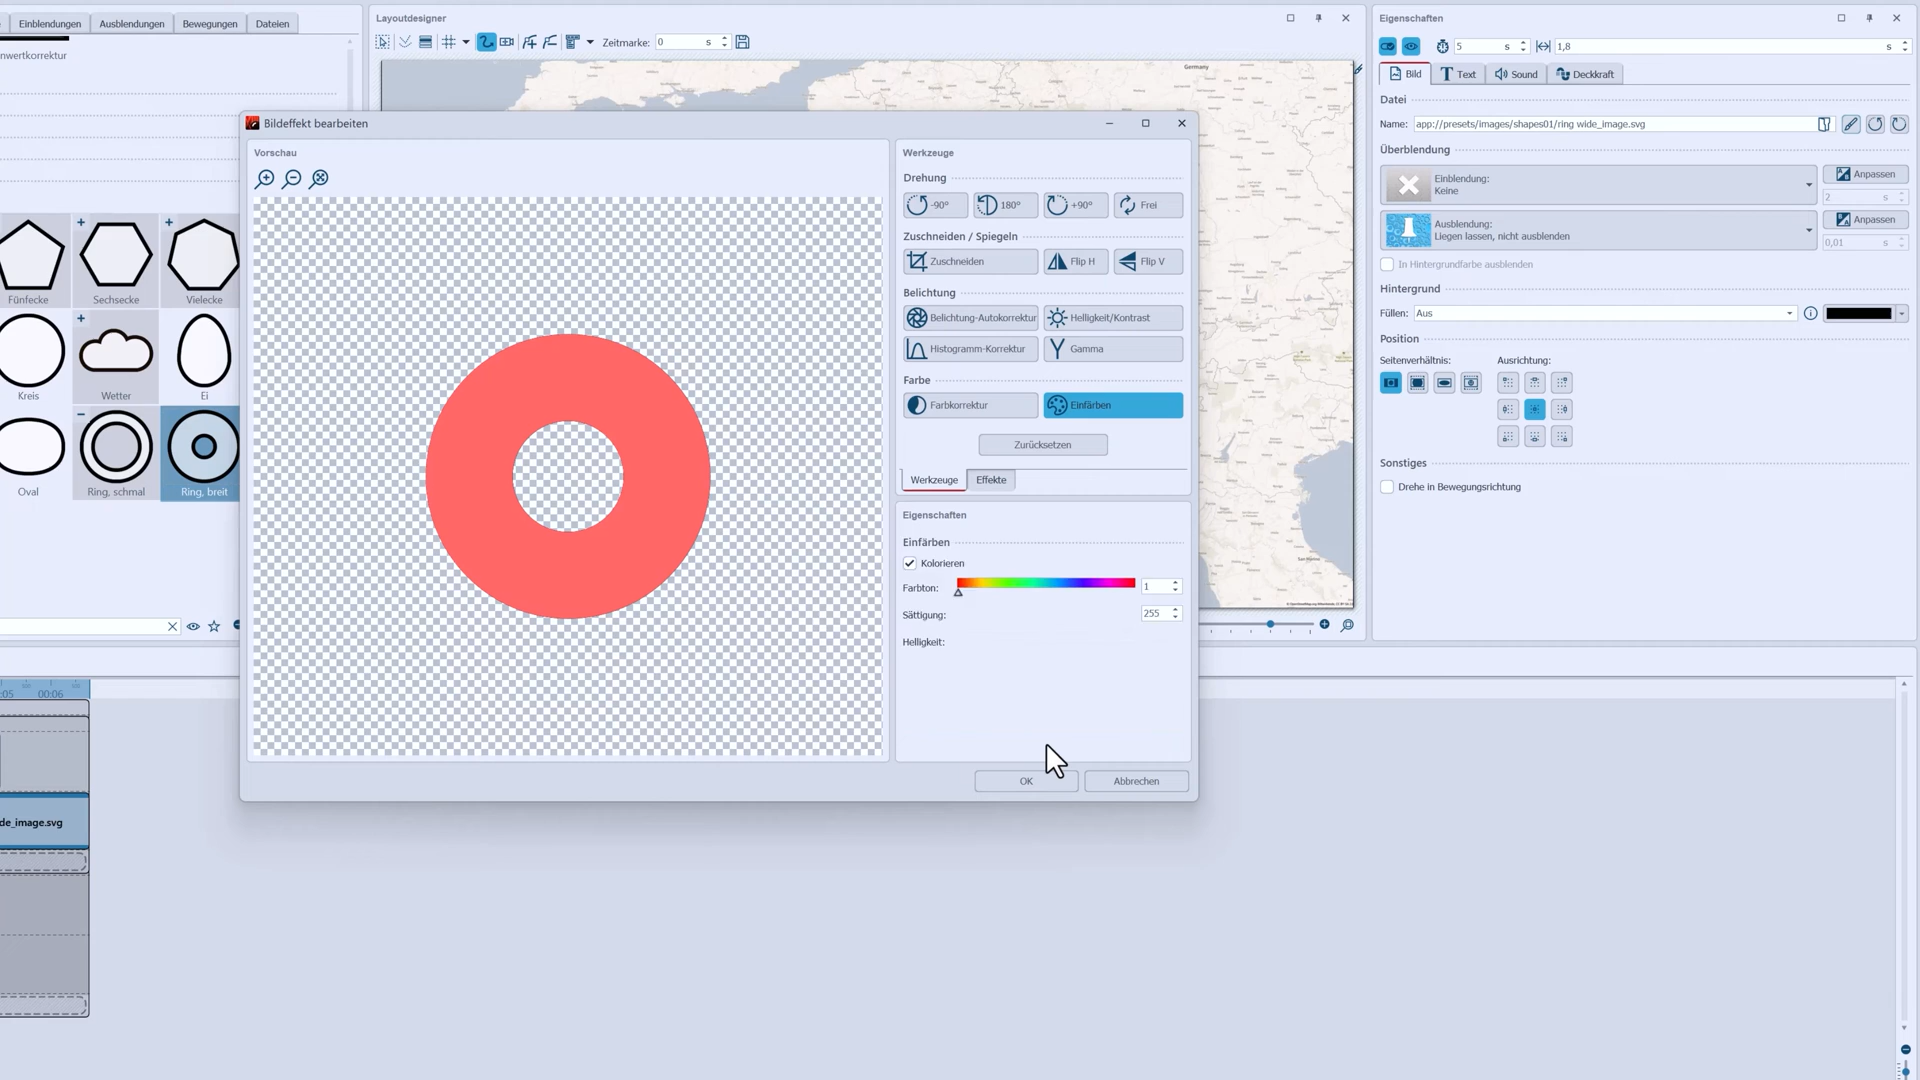 Einblendungen
Ausblendungen
Bewegungen
Dateien
nwertkorrektur
Fünfecke
Sechsecke
Vielecke
Kreis
Wetter
Ei
Oval
Ring, schmal
Ring, breit
Layoutdesigner
Zeitmarke: 0 s
Germany
Bildeffekt bearbeiten
Vorschau
Werkzeuge
Drehung
-90°
180°
+90°
Frei
Zuschneiden / Spiegeln
Zuschneiden
Flip H
Flip V
Belichtung
Belichtung-Autokorrektur
Helligkeit/Kontrast
Histogramm-Korrektur
Gamma
Farbe
Farbkorrektur
Einfärben
Zurücksetzen
Werkzeuge
Effekte
Eigenschaften
Einfärben
Kolorieren
Farbton: 1
Sättigung: 255
Helligkeit:
OK
Abbrechen
Eigenschaften
5 s
1,8 s
Bild
Text
Sound
Deckkraft
Datei
Name: app://presets/images/shapes01/ring wide_image.svg
Überblendung
Einblendung:
Keine
Anpassen
2 s
Ausblendung:
Liegen lassen, nicht ausblenden
Anpassen
0,01 s
In Hintergrundfarbe ausblenden
Hintergrund
Füllen: Aus
Position
Seitenverhältnis:
Ausrichtung:
Sonstiges
Drehe in Bewegungsrichtung
:05
00:06
de_image.svg